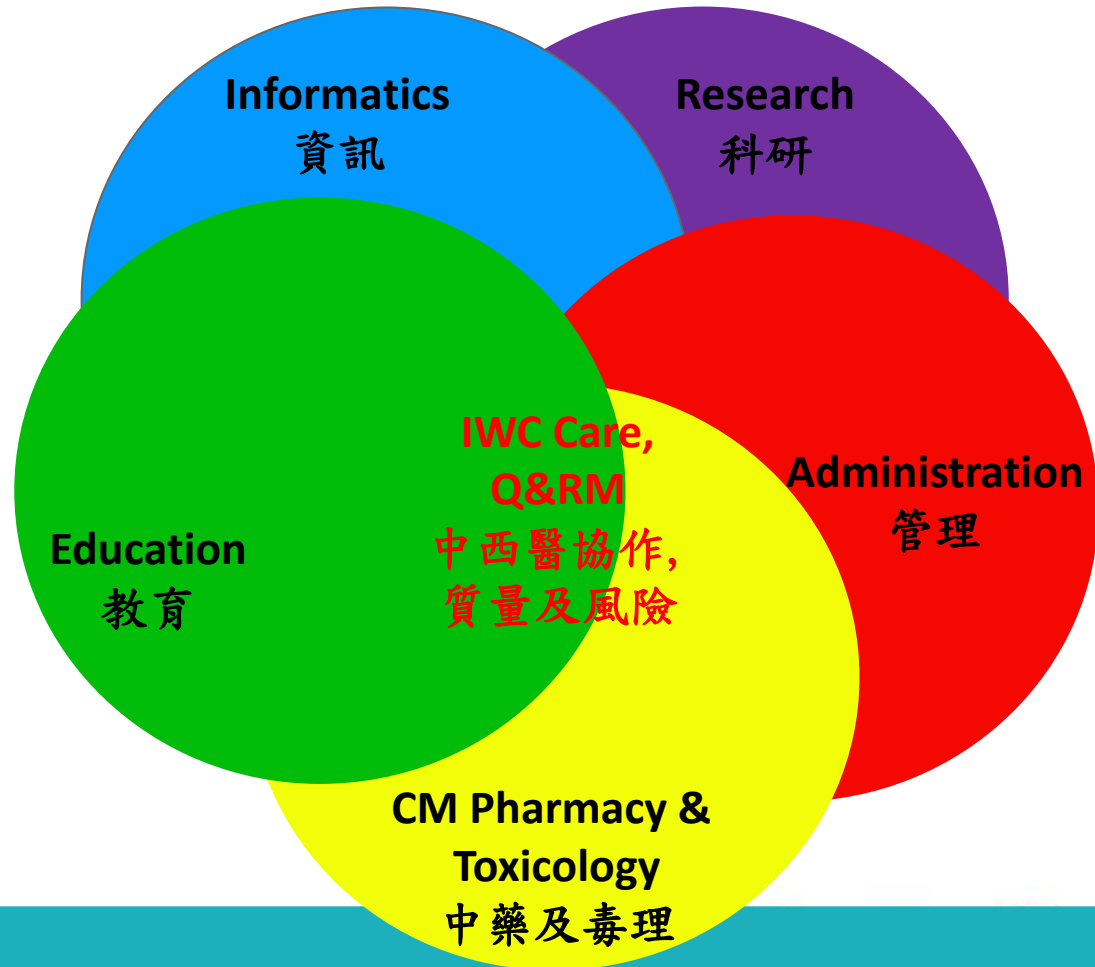 Informatics
資訊
Research
科研
IWC Care,
Q&RM
中西醫協作,
質量及風險
Administration
管理
Education
教育
CM Pharmacy &
Toxicology
中藥及毒理